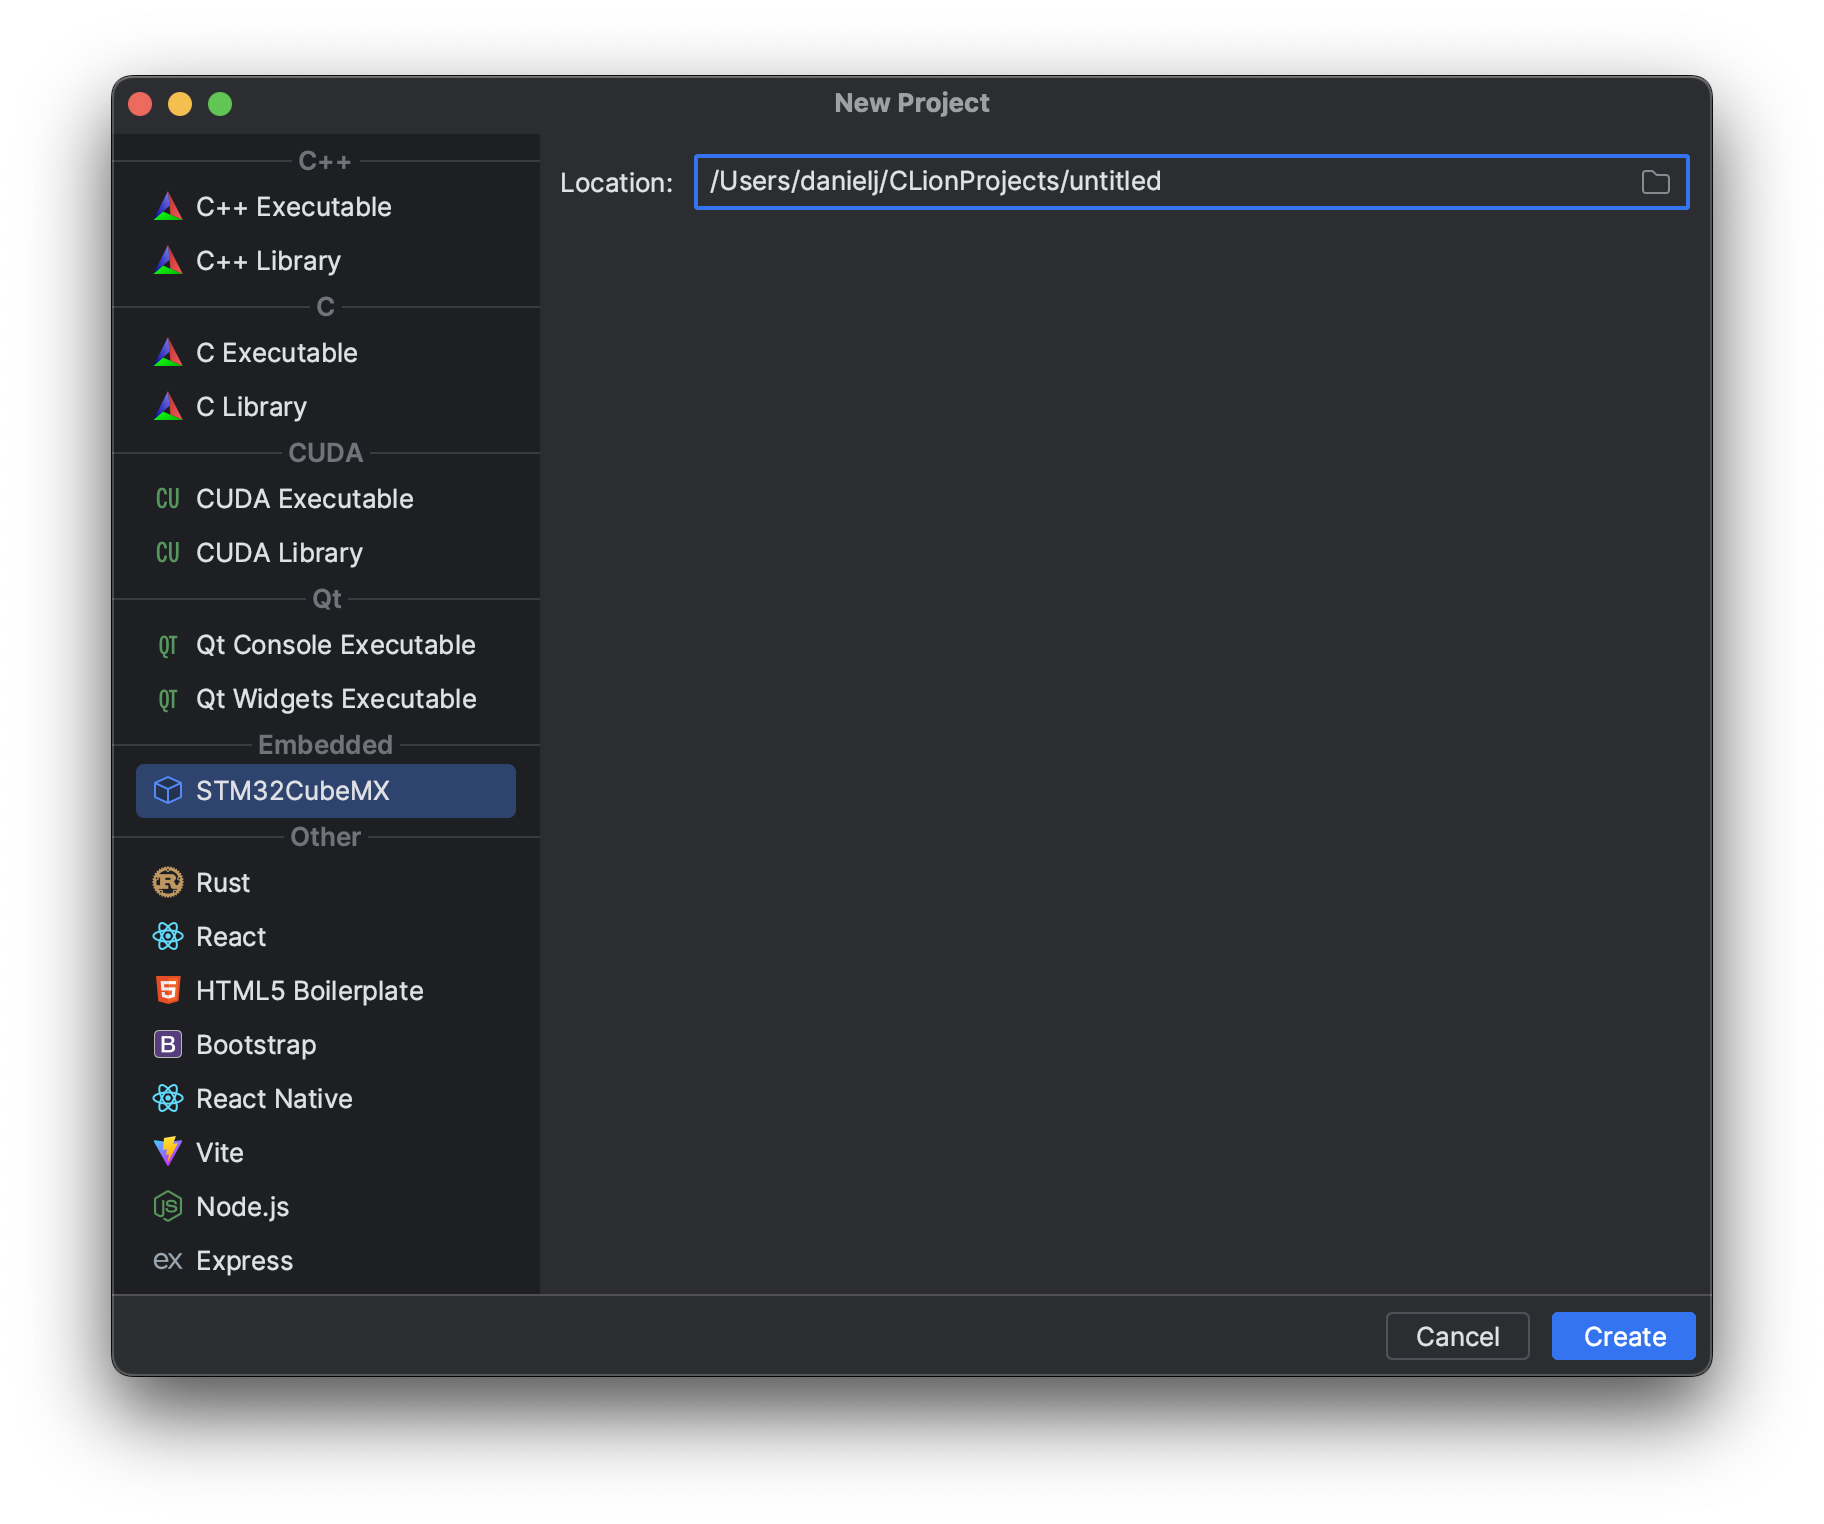 New Project
C++
C++ Executable
C++ Library
C
C Executable
C Library
CUDA
CU CUDA Executable
CU CUDA Library
Qt
QT Qt Console Executable
QT Qt Widgets Executable
Embedded
STM32CubeMX
Other
R Rust
React
5 HTML5 Boilerplate
B Bootstrap
React Native
Vite
JS Node.js
ex Express
Location: /Users/danielj/CLionProjects/untitled
Cancel Create